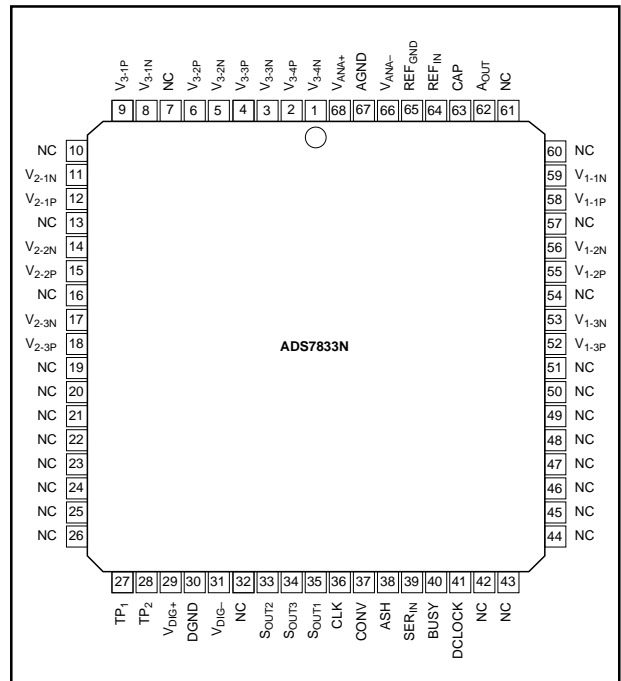 V3-1P V3-1N NC V3-2P V3-2N V3-3P V3-3N V3-4P V3-4N VANA+ AGND VANA– REFGND REFIN CAP AOUT NC
9 8 7 6 5 4 3 2 1 68 67 66 65 64 63 62 61
NC 10 60 NC
V2-1N 11 59 V1-1N
V2-1P 12 58 V1-1P
NC 13 57 NC
V2-2N 14 56 V1-2N
V2-2P 15 55 V1-2P
NC 16 54 NC
V2-3N 17 53 V1-3N
V2-3P 18 52 V1-3P
ADS7833N
NC 19 51 NC
NC 20 50 NC
NC 21 49 NC
NC 22 48 NC
NC 23 47 NC
NC 24 46 NC
NC 25 45 NC
NC 26 44 NC
27 28 29 30 31 32 33 34 35 36 37 38 39 40 41 42 43
TP1 TP2 VDIG+ DGND VDIG– NC SOUT2 SOUT3 SOUT1 CLK CONV ASH SERIN BUSY DCLOCK NC NC